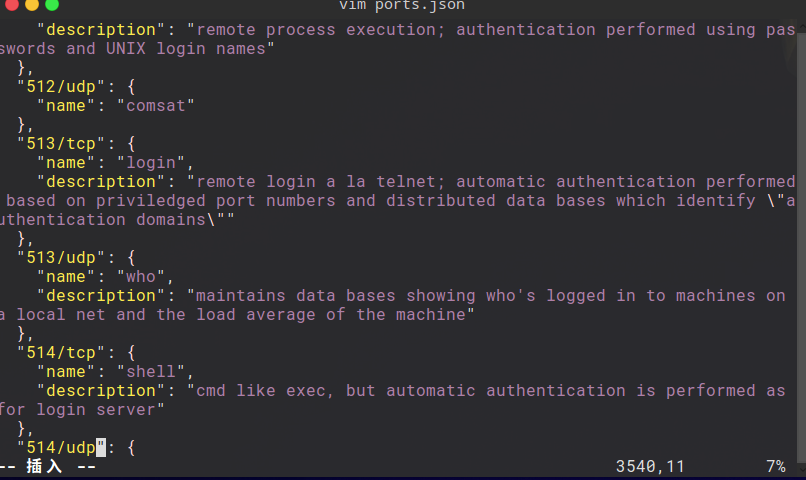 vim ports.json
"description": "remote process execution; authentication performed using pas
swords and UNIX login names"
},
"512/udp": {
"name": "comsat"
},
"513/tcp": {
"name": "login",
"description": "remote login a la telnet; automatic authentication performed
based on priviledged port numbers and distributed data bases which identify \"a
uthentication domains\""
},
"513/udp": {
"name": "who",
"description": "maintains data bases showing who's logged in to machines on
a local net and the load average of the machine"
},
"514/tcp": {
"name": "shell",
"description": "cmd like exec, but automatic authentication is performed as
for login server"
},
"514/udp": {
-- 插入 -- 3540,11 7%